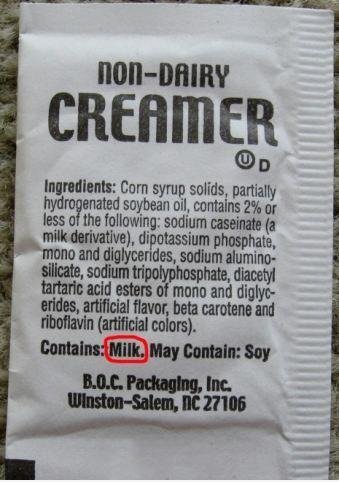 NON-DAIRY
CREAMER
Ⓤ D
Ingredients: Corn syrup solids, partially
hydrogenated soybean oil, contains 2% or
less of the following: sodium caseinate (a
milk derivative), dipotassium phosphate,
mono and diglycerides, sodium alumino-
silicate, sodium tripolyphosphate, diacetyl
tartaric acid esters of mono and diglyc-
erides, artificial flavor, beta carotene and
riboflavin (artificial colors).
Contains: Milk. May Contain: Soy
B.O.C. Packaging, Inc.
Winston-Salem, NC 27106